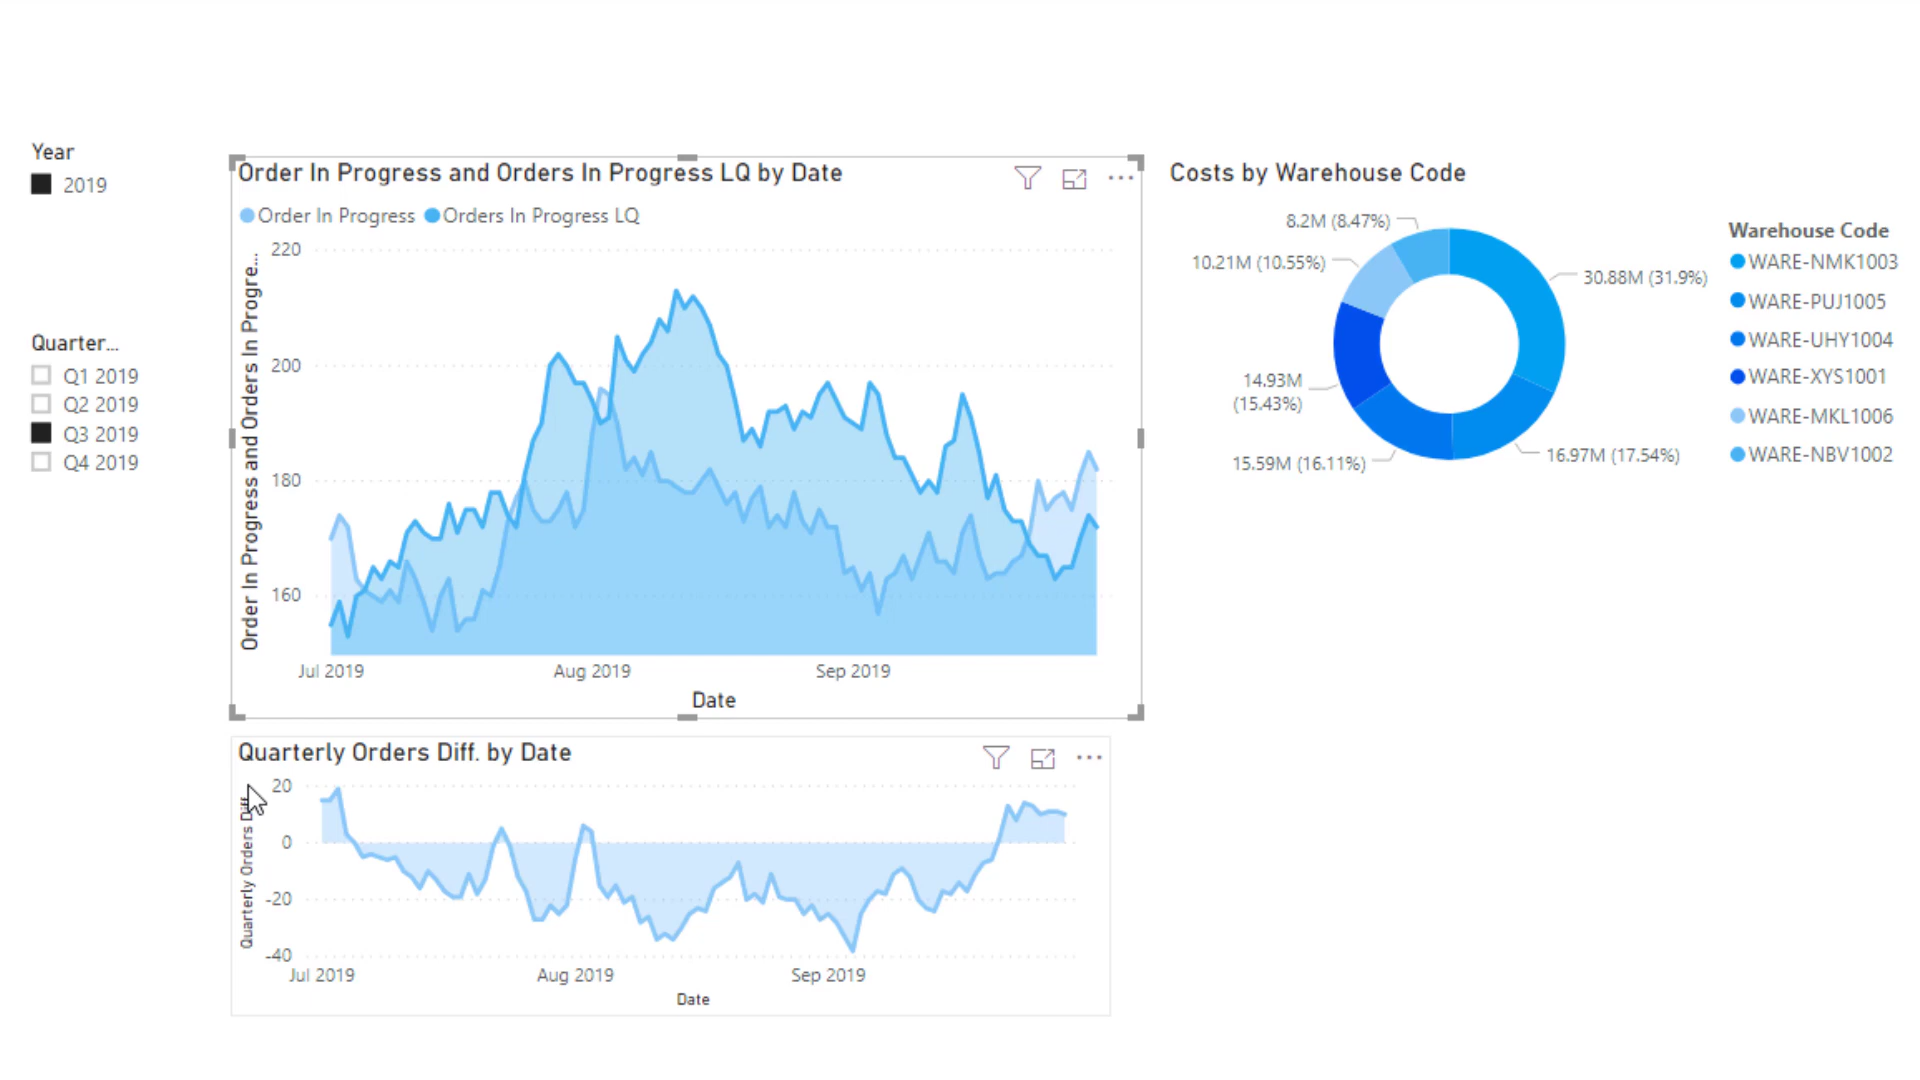 Year
2019
Quarter...
Q1 2019
Q2 2019
Q3 2019
Q4 2019
Order In Progress and Orders In Progress LQ by Date
Order In Progress
Orders In Progress LQ
Order In Progress and Orders In Progre...
220
200
180
160
Jul 2019
Aug 2019
Sep 2019
Date
Quarterly Orders Diff. by Date
Quarterly Orders Diff.
20
0
-20
-40
Jul 2019
Aug 2019
Sep 2019
Date
Costs by Warehouse Code
8.2M (8.47%)
10.21M (10.55%)
30.88M (31.9%)
14.93M
(15.43%)
15.59M (16.11%)
16.97M (17.54%)
Warehouse Code
WARE-NMK1003
WARE-PUJ1005
WARE-UHY1004
WARE-XYS1001
WARE-MKL1006
WARE-NBV1002